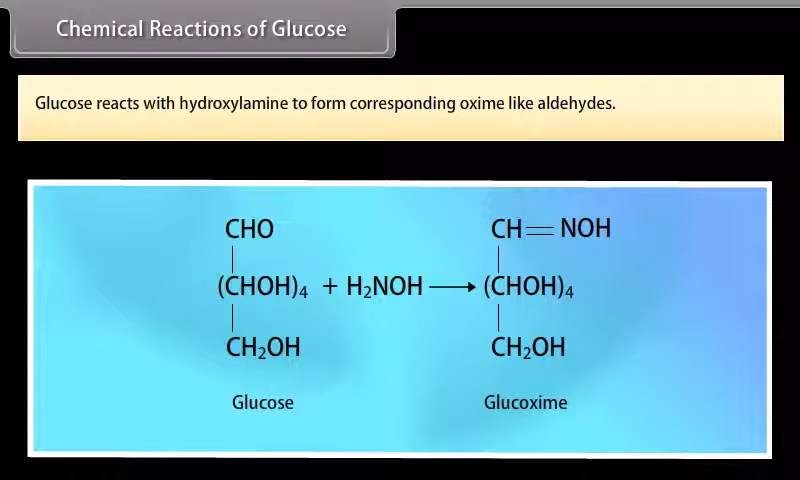 Chemical Reactions of Glucose
Glucose reacts with hydroxylamine to form corresponding oxime like aldehydes.
CHO CH=NOH
(CHOH)₄ + H₂NOH ⟶ (CHOH)₄
CH₂OH CH₂OH
Glucose Glucoxime